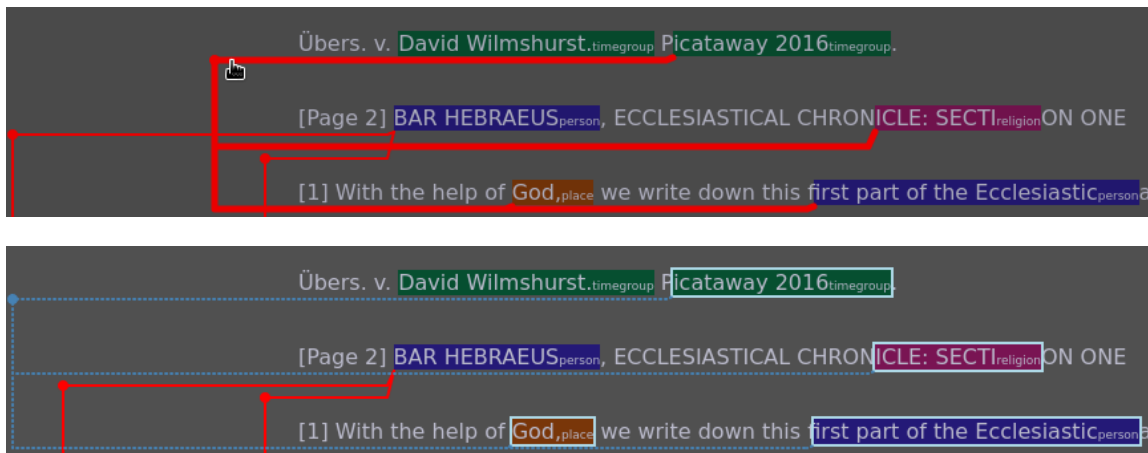 Übers. v. David Wilmshurst.timegroup Picataway 2016timegroup.
[Page 2] BAR HEBRAEUSperson, ECCLESIASTICAL CHRONICLE: SECTIreligionON ONE
[1] With the help of God,place we write down this first part of the Ecclesiasticpersona
Übers. v. David Wilmshurst.timegroup Picataway 2016timegroup.
[Page 2] BAR HEBRAEUSperson, ECCLESIASTICAL CHRONICLE: SECTIreligionON ONE
[1] With the help of God,place we write down this first part of the Ecclesiasticpersona